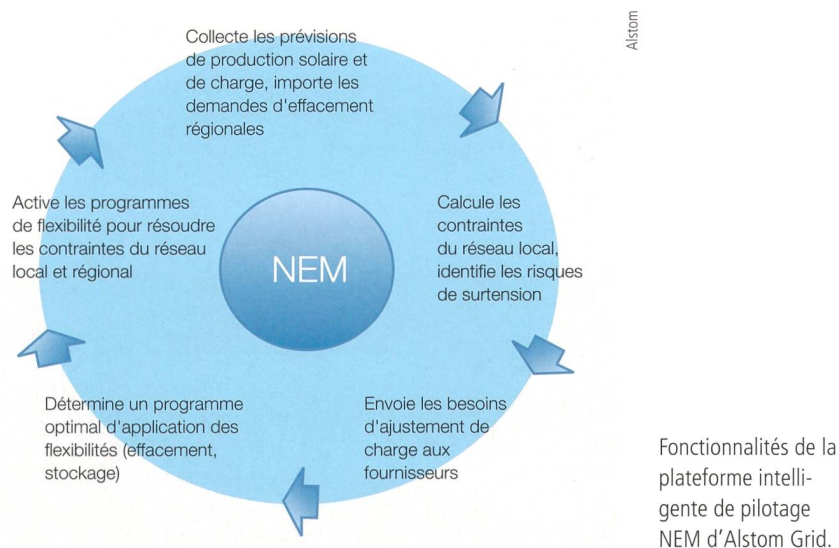 Collecte les prévisions
de production solaire et
de charge, importe les
demandes d'effacement
régionales
Alstom
Calcule les
contraintes
du réseau local,
identifie les risques
de surtension
Envoie les besoins
d'ajustement de
charge aux
fournisseurs
Détermine un programme
optimal d'application des
flexibilités (effacement,
stockage)
Active les programmes
de flexibilité pour résoudre
les contraintes du réseau
local et régional
NEM
Fonctionnalités de la
plateforme intelli-
gente de pilotage
NEM d'Alstom Grid.